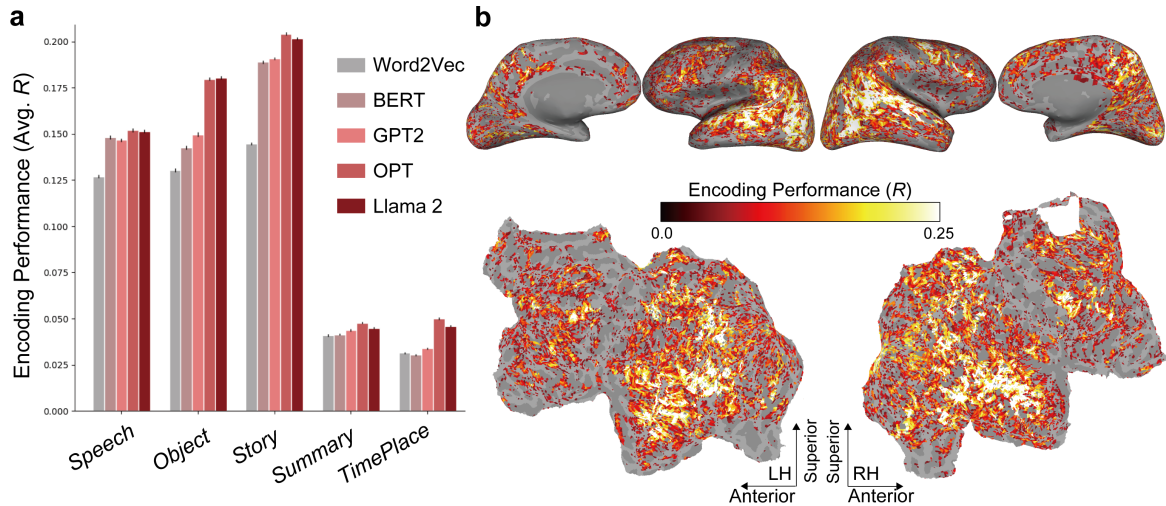 a
Encoding Performance (Avg. R)
0.200
0.175
0.150
0.125
0.100
0.075
0.050
0.025
0.000
Word2Vec
BERT
GPT2
OPT
Llama 2
Speech
Object
Story
Summary
TimePlace
b
Encoding Performance (R)
0.0
0.25
LH
Superior
Anterior
Superior
RH
Anterior